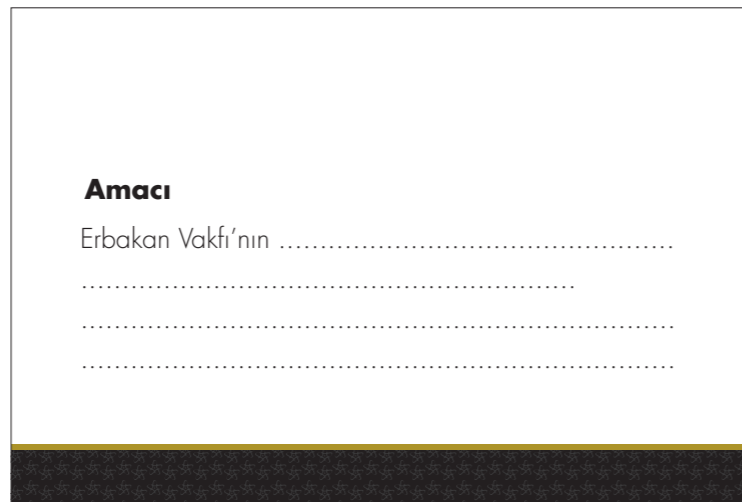 Amacı
Erbakan Vakfı’nın ................................................
............................................................
........................................................................
........................................................................